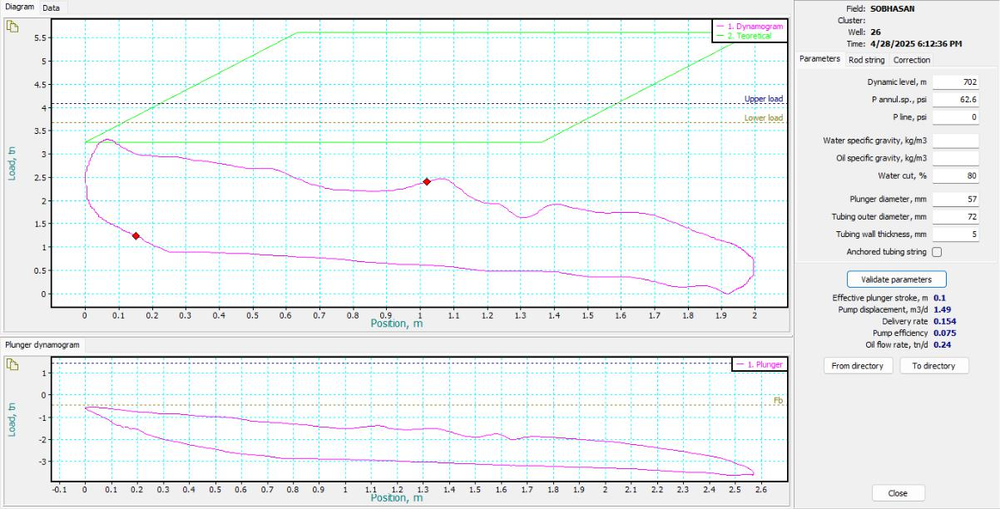 Diagram Data
5.5
5
4.5
4
3.5
3
2.5
2
1.5
1
0.5
0
Load, tn
1. Dynamogram
2. Teoretical
Upper load
Lower load
0 0.1 0.2 0.3 0.4 0.5 0.6 0.7 0.8 0.9 1 1.1 1.2 1.3 1.4 1.5 1.6 1.7 1.8 1.9 2
Position, m
Plunger dynamogram
1
0
-1
-2
-3
Load, tn
1. Plunger
Fb
-0.1 0 0.1 0.2 0.3 0.4 0.5 0.6 0.7 0.8 0.9 1 1.1 1.2 1.3 1.4 1.5 1.6 1.7 1.8 1.9 2 2.1 2.2 2.3 2.4 2.5 2.6
Position, m
Field: SOBHASAN
Cluster:
Well: 26
Time: 4/28/2025 6:12:36 PM
Parameters Rod string Correction
Dynamic level, m 702
P annul.sp., psi 62.6
P line, psi 0
Water specific gravity, kg/m3
Oil specific gravity, kg/m3
Water cut, % 80
Plunger diameter, mm 57
Tubing outer diameter, mm 72
Tubing wall thickness, mm 5
Anchored tubing string
Validate parameters
Effective plunger stroke, m 0.1
Pump displacement, m3/d 1.49
Delivery rate 0.154
Pump efficiency 0.075
Oil flow rate, tn/d 0.24
From directory To directory
Close